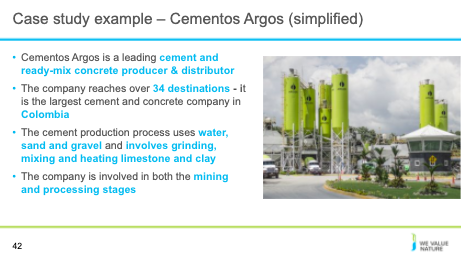 Case study example – Cementos Argos (simplified)
• Cementos Argos is a leading cement and
ready-mix concrete producer & distributor
• The company reaches over 34 destinations - it
is the largest cement and concrete company in
Colombia
• The cement production process uses water,
sand and gravel and involves grinding,
mixing and heating limestone and clay
• The company is involved in both the mining
and processing stages
42
WE VALUE
NATURE